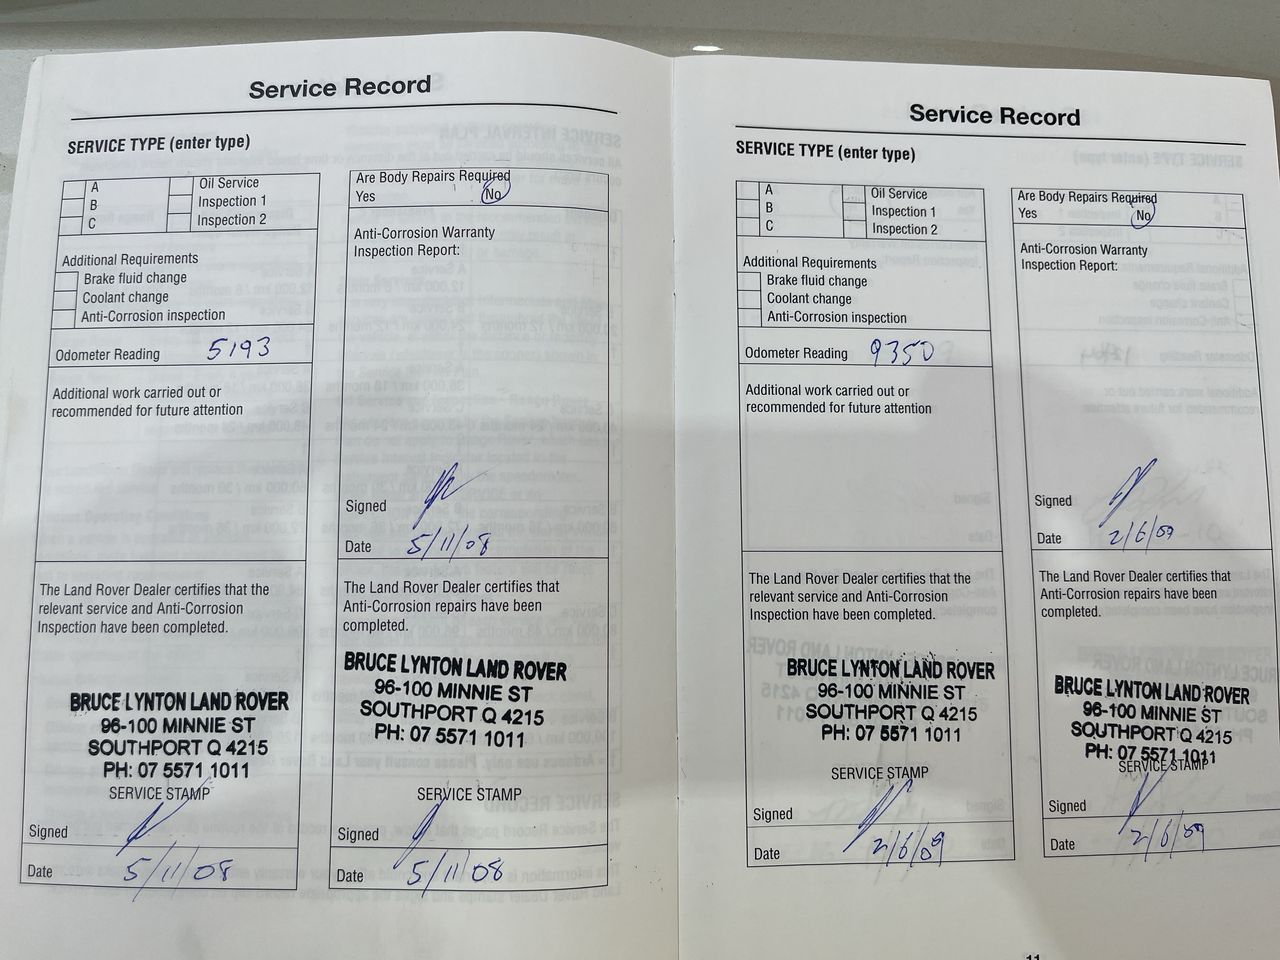 Service Record
SERVICE TYPE (enter type)
A
B
C
Oil Service
Inspection 1
Inspection 2
Additional Requirements
Brake fluid change
Coolant change
Anti-Corrosion inspection
Odometer Reading 5193
Additional work carried out or
recommended for future attention
The Land Rover Dealer certifies that the
relevant service and Anti-Corrosion
Inspection have been completed.
BRUCE LYNTON LAND ROVER
96-100 MINNIE ST
SOUTHPORT Q 4215
PH: 07 5571 1011
SERVICE STAMP
Signed
Date 5/11/08
Are Body Repairs Required
Yes No
Anti-Corrosion Warranty
Inspection Report:
Signed
Date 5/11/08
The Land Rover Dealer certifies that
Anti-Corrosion repairs have been
completed.
BRUCE LYNTON LAND ROVER
96-100 MINNIE ST
SOUTHPORT Q 4215
PH: 07 5571 1011
SERVICE STAMP
Signed
Date 5/11/08
Service Record
SERVICE TYPE (enter type)
A
B
C
Oil Service
Inspection 1
Inspection 2
Additional Requirements
Brake fluid change
Coolant change
Anti-Corrosion inspection
Odometer Reading 9350
Additional work carried out or
recommended for future attention
The Land Rover Dealer certifies that the
relevant service and Anti-Corrosion
Inspection have been completed.
BRUCE LYNTON LAND ROVER
96-100 MINNIE ST
SOUTHPORT Q 4215
PH: 07 5571 1011
SERVICE STAMP
Signed
Date 2/6/09
Are Body Repairs Required
Yes No
Anti-Corrosion Warranty
Inspection Report:
Signed
Date 2/6/09
The Land Rover Dealer certifies that
Anti-Corrosion repairs have been
completed.
BRUCE LYNTON LAND ROVER
96-100 MINNIE ST
SOUTHPORT Q 4215
PH: 07 5571 1011
SERVICE STAMP
Signed
Date 2/6/09